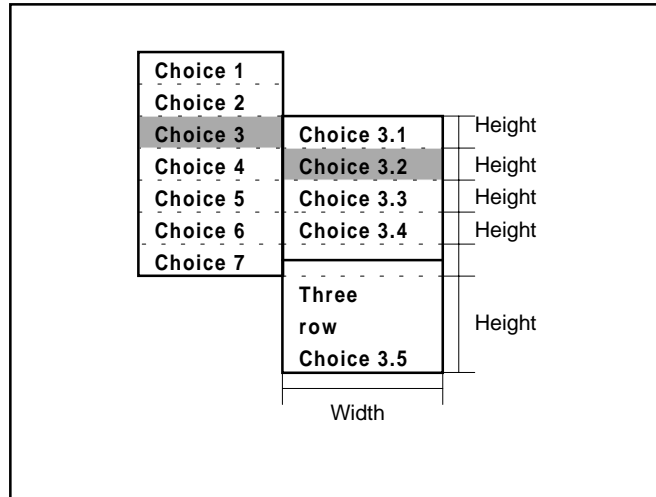 Choice 1
Choice 2
Choice 3
Choice 4
Choice 5
Choice 6
Choice 7
Choice 3.1
Choice 3.2
Choice 3.3
Choice 3.4
Three
row
Choice 3.5
Height
Height
Height
Height
Height
Width